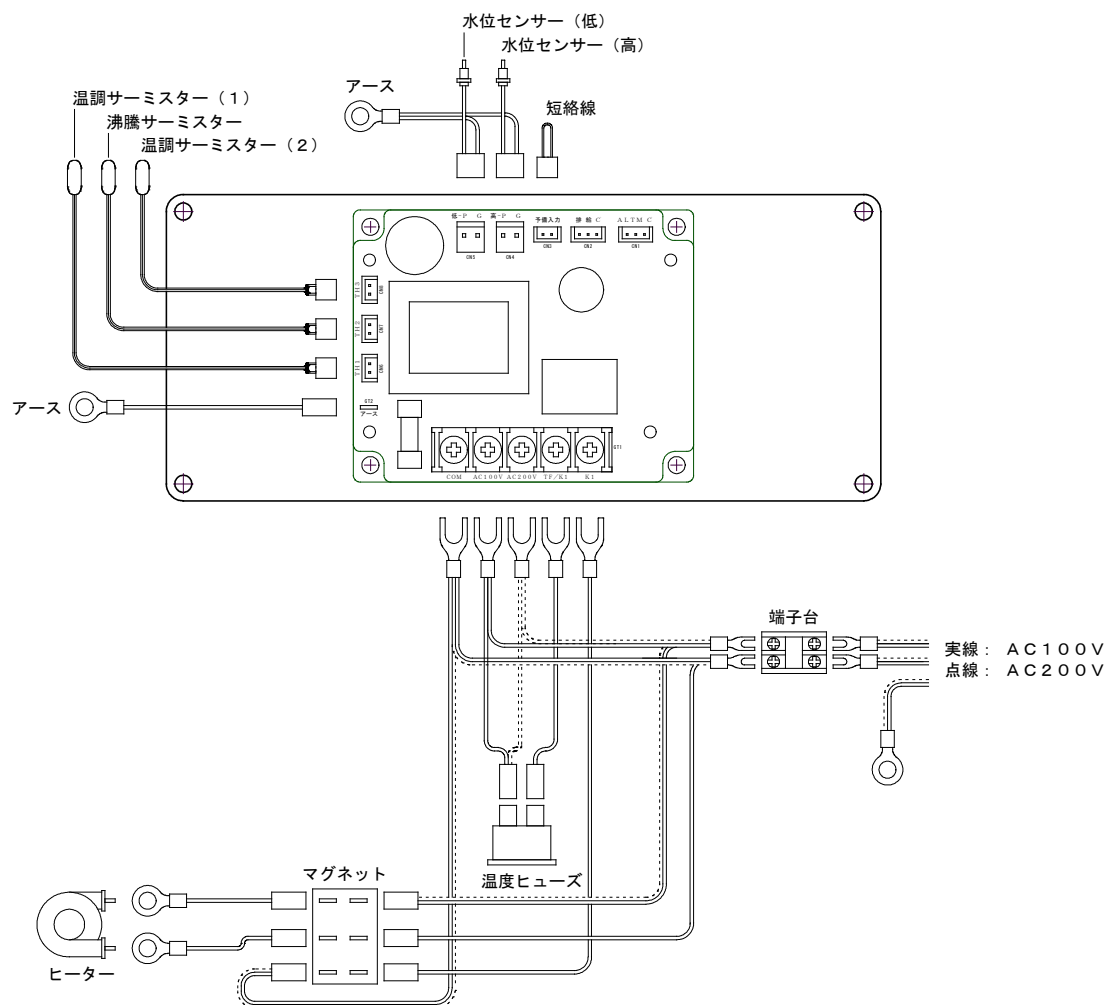 水位センサー（低）
水位センサー（高）
アース
短絡線
温調サーミスター（１）
沸騰サーミスター
温調サーミスター（２）
低-P G
高-P G
予備入力
排 給 C
ALTM C
CN5
CN4
CN3
CN2
CN1
TH3
CN8
TH2
CN7
TH1
CN6
アース
GT2
アース
GT1
COM
AC100V
AC200V
TF/K1
K1
端子台
実線： ＡＣ１００Ｖ
点線： ＡＣ２００Ｖ
温度ヒューズ
マグネット
ヒーター